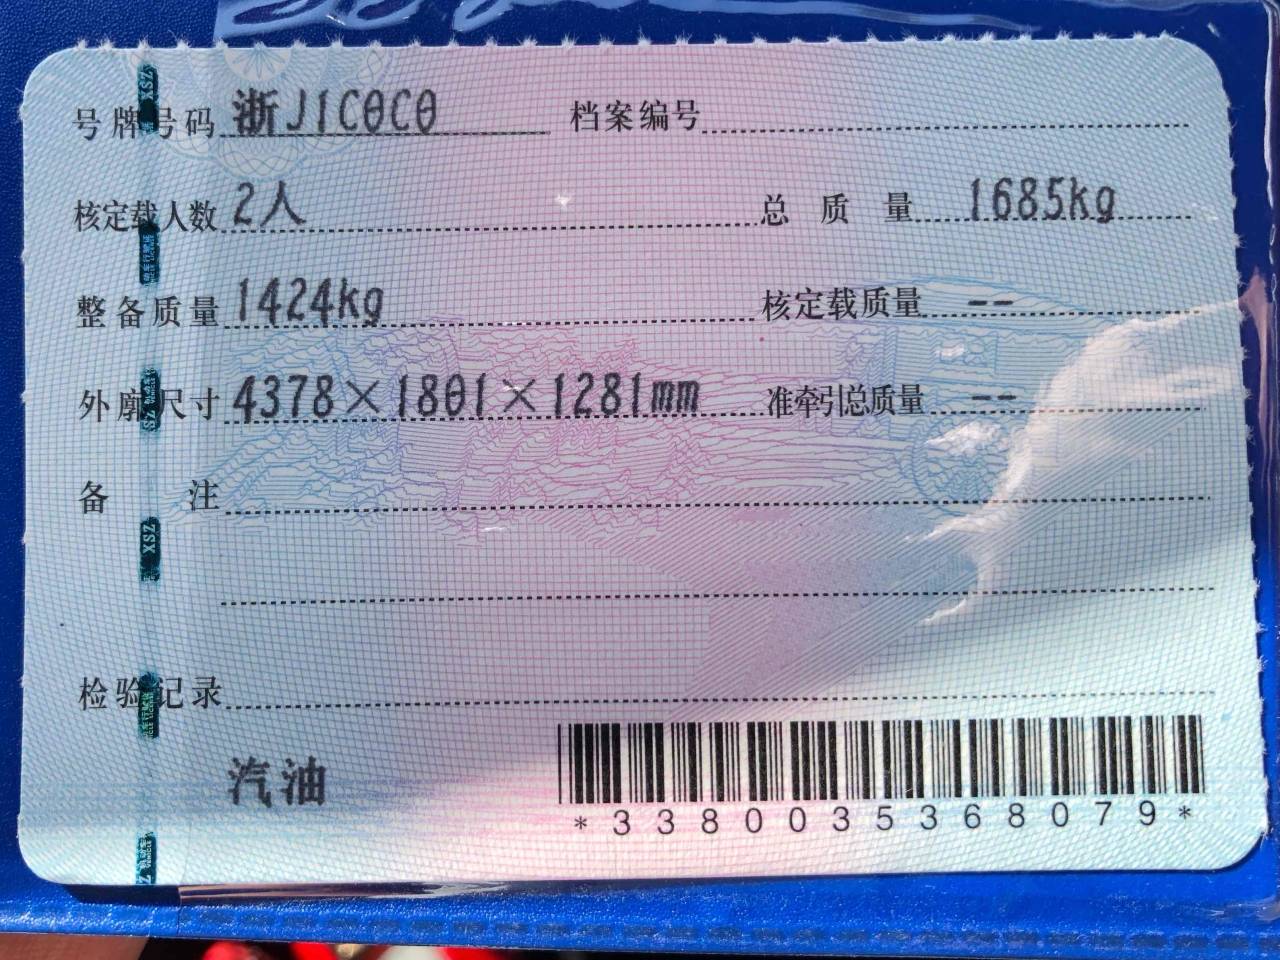 号牌号码 浙J1C0C0 档案编号
核定载人数 2人 总质量 1685kg
整备质量 1424kg 核定载质量 --
外廓尺寸 4378×1801×1281mm 准牵引总质量 --
备注
检验记录
汽油
*3380035368079*
XSZ
XSZ